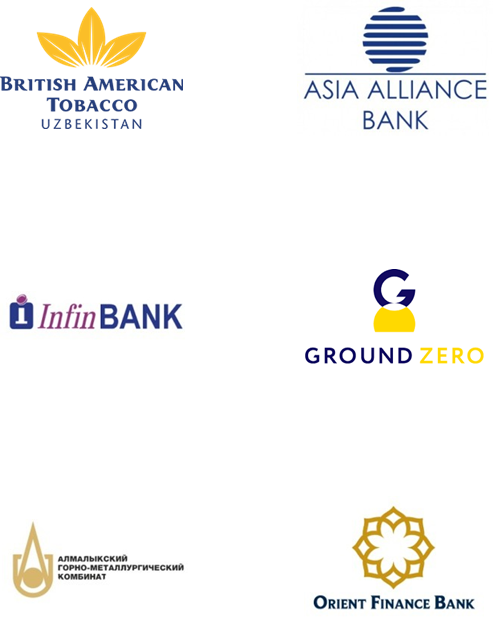 BRITISH AMERICAN
TOBACCO
UZBEKISTAN
ASIA ALLIANCE
BANK
InfinBANK
G
GROUND ZERO
АЛМАЛЫКСКИЙ
ГОРНО-МЕТАЛЛУРГИЧЕСКИЙ
КОМБИНАТ
ORIENT FINANCE BANK